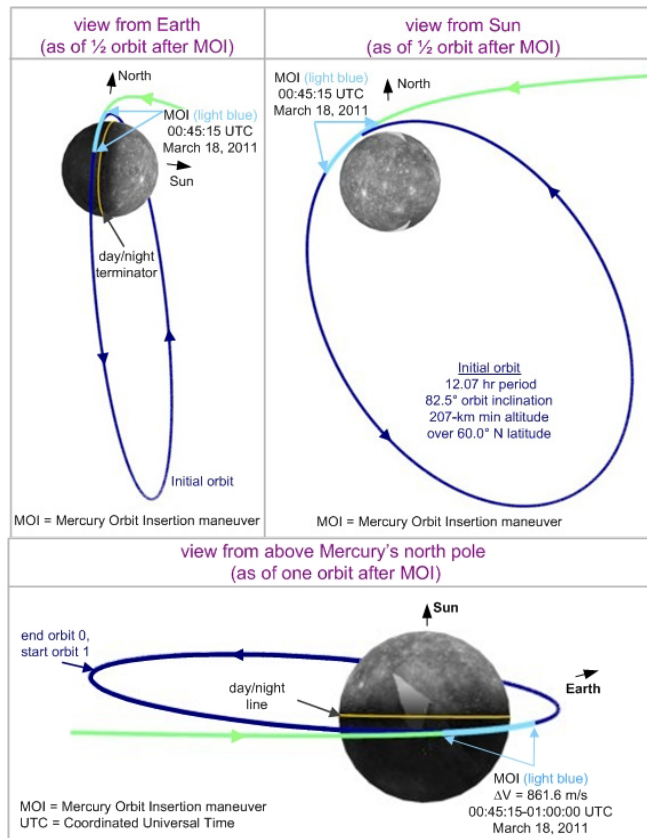 view from Earth
(as of ½ orbit after MOI)
North
MOI (light blue)
00:45:15 UTC
March 18, 2011
Sun
day/night
terminator
Initial orbit
MOI = Mercury Orbit Insertion maneuver
view from Sun
(as of ½ orbit after MOI)
MOI (light blue)
00:45:15 UTC
March 18, 2011
North
Initial orbit
12.07 hr period
82.5° orbit inclination
207-km min altitude
over 60.0° N latitude
MOI = Mercury Orbit Insertion maneuver
view from above Mercury's north pole
(as of one orbit after MOI)
Sun
end orbit 0,
start orbit 1
day/night
line
Earth
MOI (light blue)
ΔV = 861.6 m/s
00:45:15-01:00:00 UTC
March 18, 2011
MOI = Mercury Orbit Insertion maneuver
UTC = Coordinated Universal Time